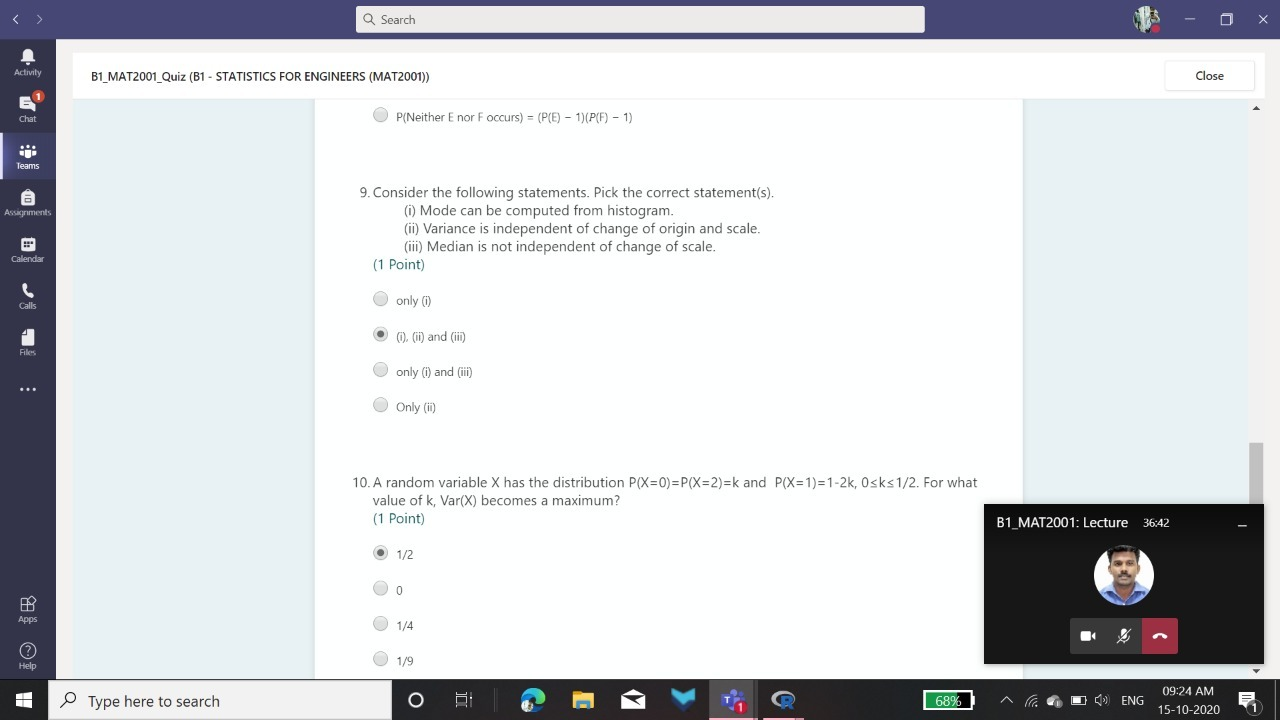 Search
Activity
1
Chat
Teams
Assignments
Calendar
Calls
Files
Apps
Help
B1_MAT2001_Quiz (B1 - STATISTICS FOR ENGINEERS (MAT2001))
Close
P(Neither E nor F occurs) = (P(E) − 1)(P(F) − 1)
9. Consider the following statements. Pick the correct statement(s).
(i) Mode can be computed from histogram.
(ii) Variance is independent of change of origin and scale.
(iii) Median is not independent of change of scale.
(1 Point)
only (i)
(i), (ii) and (iii)
only (i) and (iii)
Only (ii)
10. A random variable X has the distribution P(X=0)=P(X=2)=k and P(X=1)=1-2k, 0≤k≤1/2. For what
value of k, Var(X) becomes a maximum?
(1 Point)
1/2
0
1/4
1/9
B1_MAT2001: Lecture 36:42
Type here to search
1
R
68%
ENG
09:24 AM
15-10-2020
1